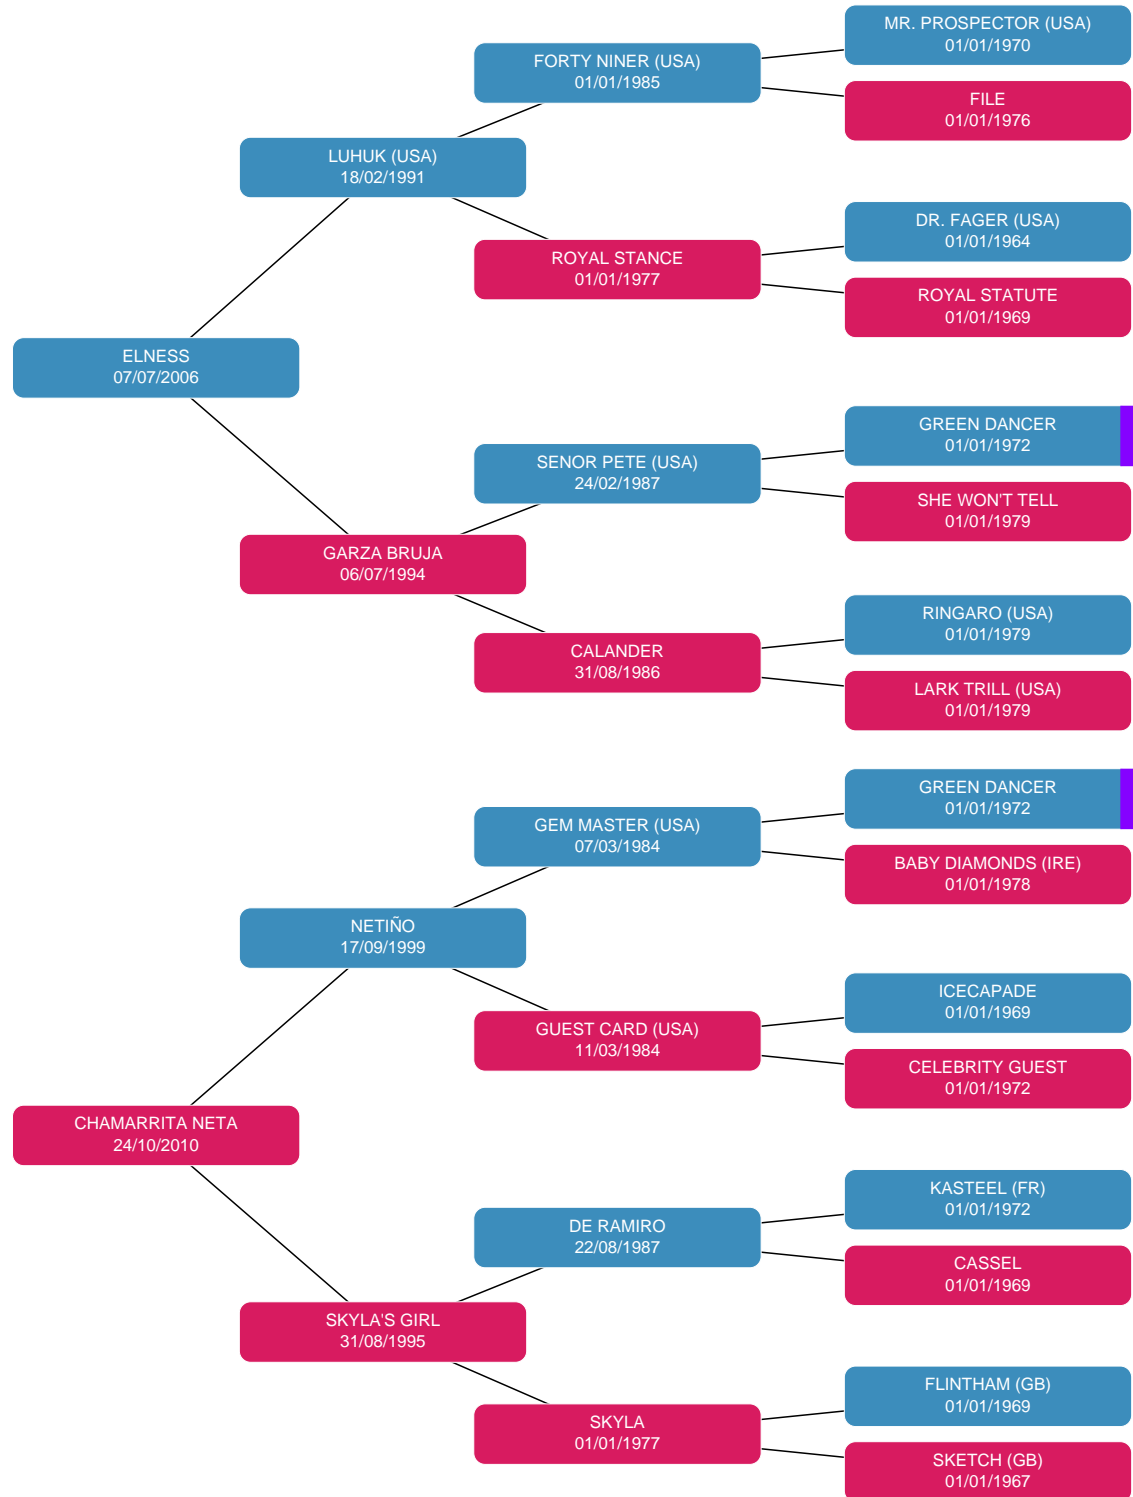 MR. PROSPECTOR (USA)
01/01/1970
FORTY NINER (USA)
01/01/1985
FILE
01/01/1976
LUHUK (USA)
18/02/1991
DR. FAGER (USA)
01/01/1964
ROYAL STANCE
01/01/1977
ROYAL STATUTE
01/01/1969
ELNESS
07/07/2006
GREEN DANCER
01/01/1972
SENOR PETE (USA)
24/02/1987
SHE WON'T TELL
01/01/1979
GARZA BRUJA
06/07/1994
RINGARO (USA)
01/01/1979
CALANDER
31/08/1986
LARK TRILL (USA)
01/01/1979
GREEN DANCER
01/01/1972
GEM MASTER (USA)
07/03/1984
BABY DIAMONDS (IRE)
01/01/1978
NETIÑO
17/09/1999
ICECAPADE
01/01/1969
GUEST CARD (USA)
11/03/1984
CELEBRITY GUEST
01/01/1972
CHAMARRITA NETA
24/10/2010
KASTEEL (FR)
01/01/1972
DE RAMIRO
22/08/1987
CASSEL
01/01/1969
SKYLA'S GIRL
31/08/1995
FLINTHAM (GB)
01/01/1969
SKYLA
01/01/1977
SKETCH (GB)
01/01/1967